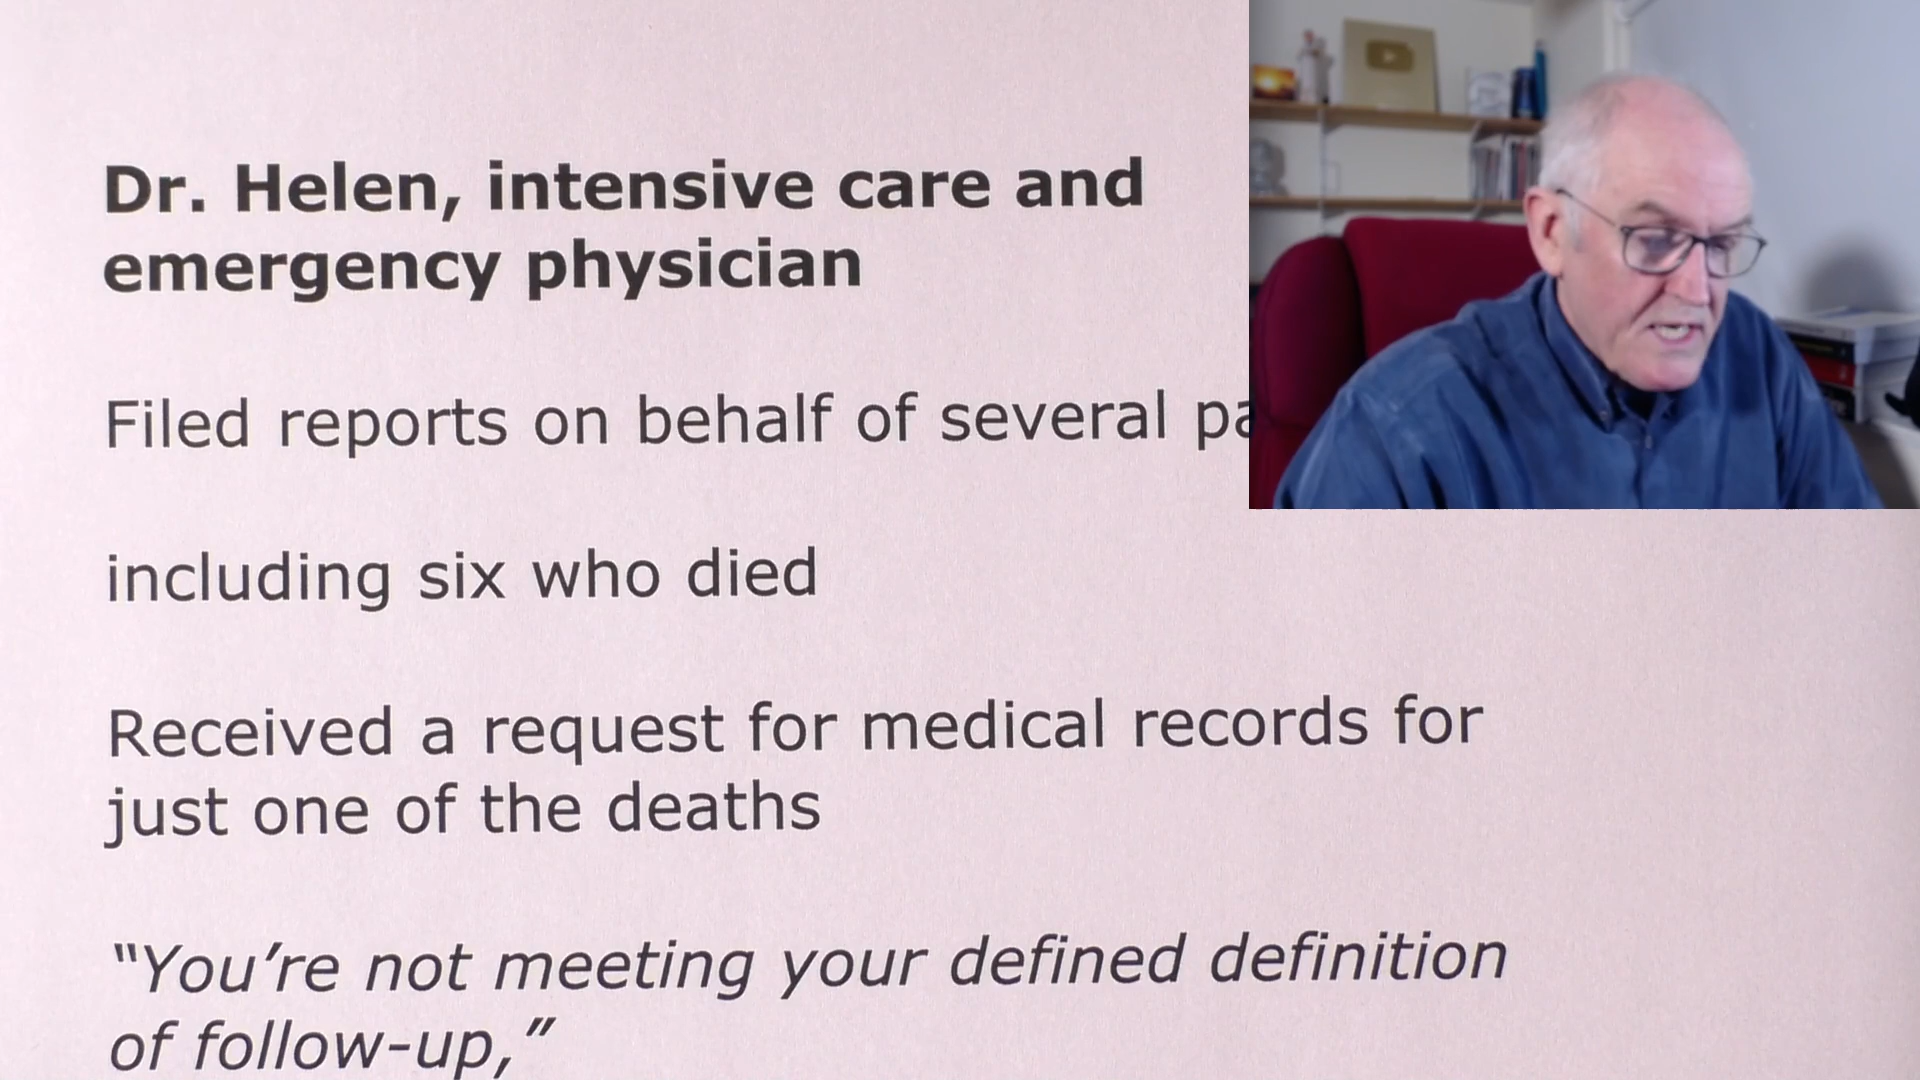 Dr. Helen, intensive care and
emergency physician
Filed reports on behalf of several
including six who died
Received a request for medical records for
just one of the deaths
“You’re not meeting your defined definition
of follow-up,”